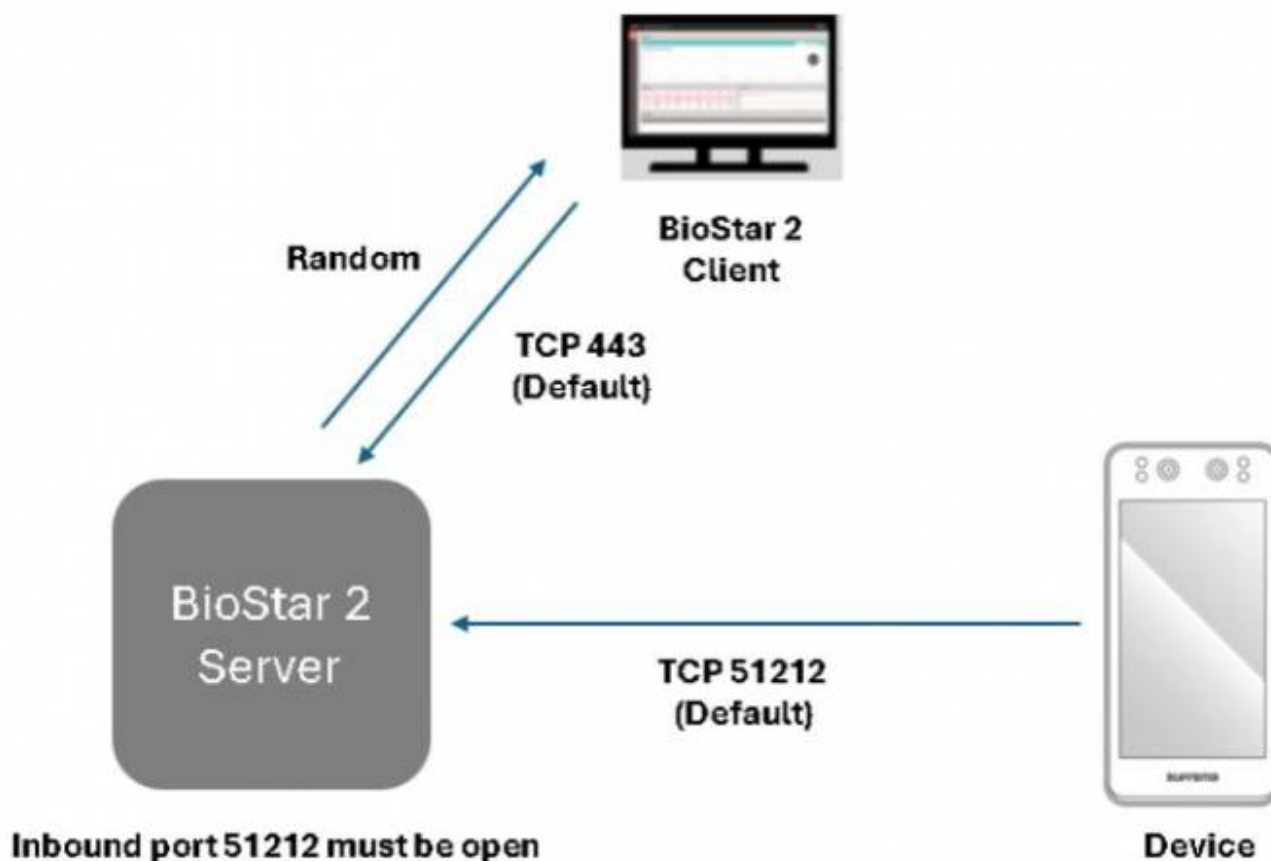 BioStar 2
Client
Random
TCP 443
(Default)
BioStar 2
Server
TCP 51212
(Default)
suprema
Inbound port 51212 must be open
Device